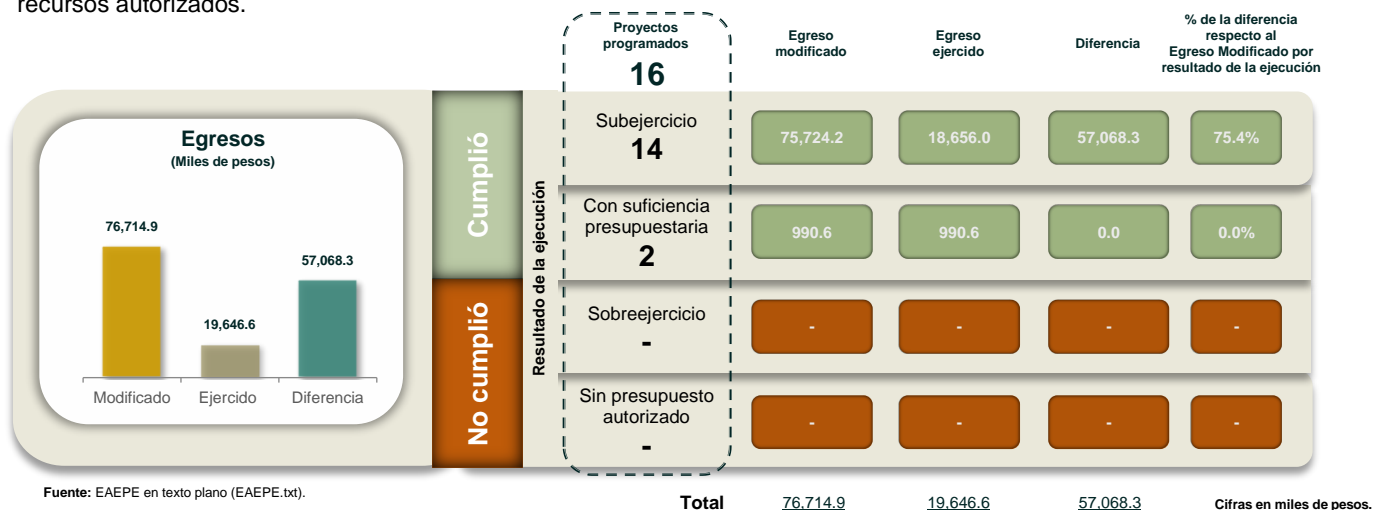 recursos autorizados.
Proyectos
programados
16
Egreso
modificado
Egreso
ejercido
Diferencia
% de la diferencia
respecto al
Egreso Modificado por
resultado de la ejecución
Egresos
(Miles de pesos)
76,714.9
19,646.6
57,068.3
Modificado
Ejercido
Diferencia
Cumplió
No cumplió
Resultado de la ejecución
Subejercicio
14
75,724.2
18,656.0
57,068.3
75.4%
Con suficiencia
presupuestaria
2
990.6
990.6
0.0
0.0%
Sobreejercicio
-
-
-
-
-
Sin presupuesto
autorizado
-
-
-
-
-
Fuente: EAEPE en texto plano (EAEPE.txt).
Total 76,714.9 19,646.6 57,068.3 Cifras en miles de pesos.